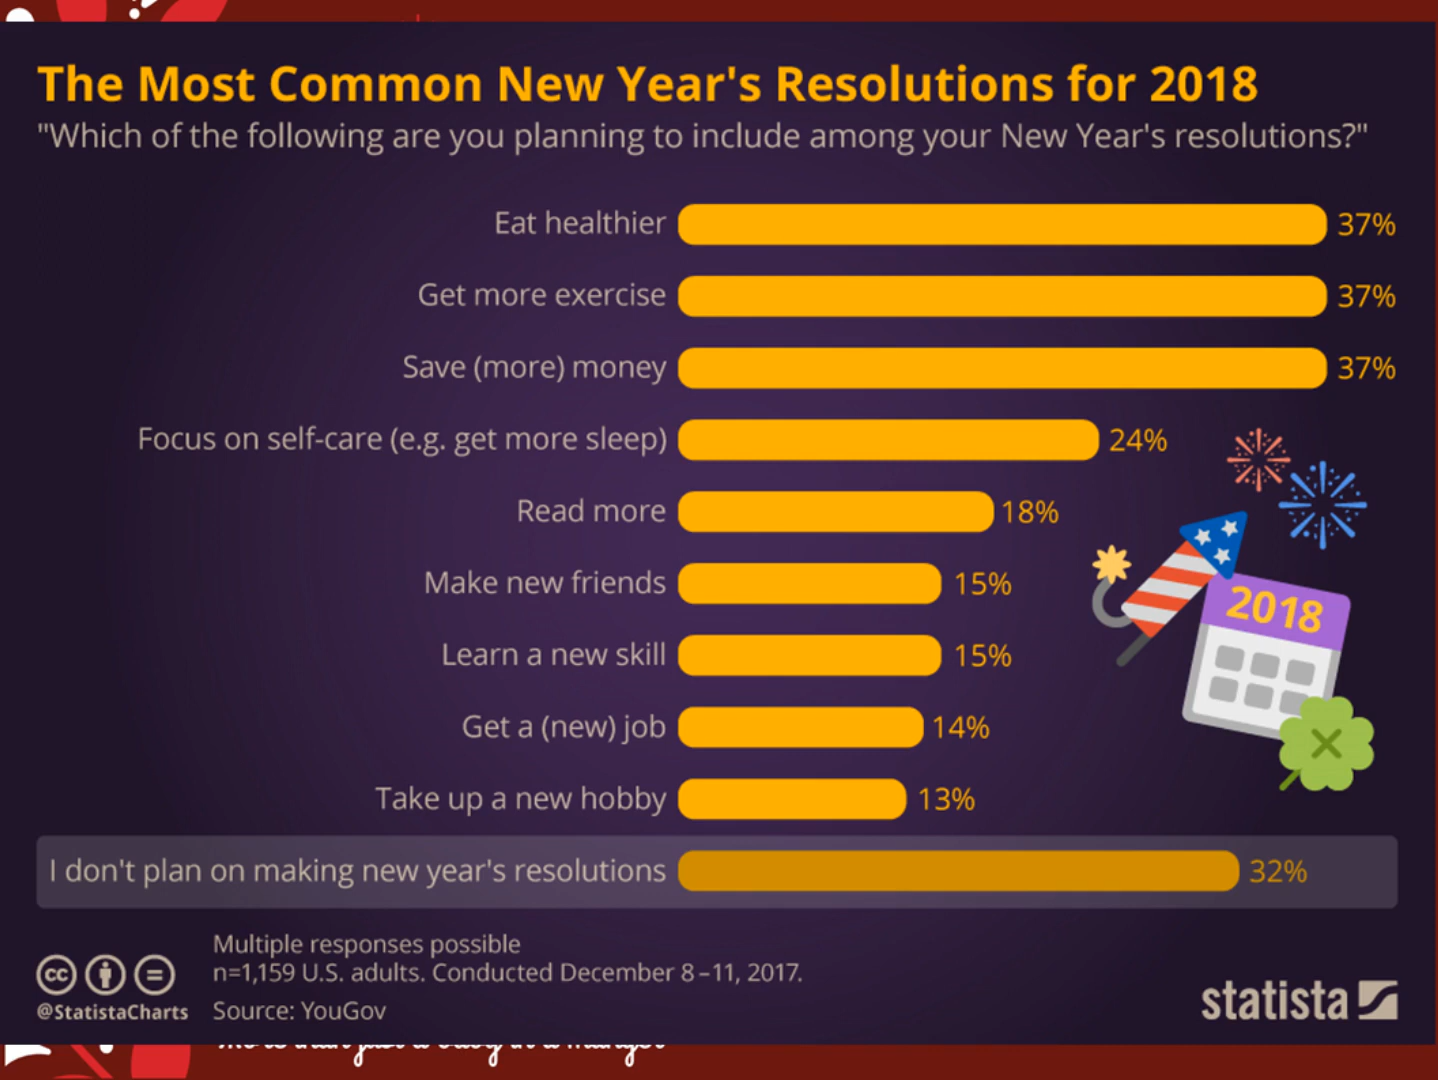 The Most Common New Year's Resolutions for 2018
"Which of the following are you planning to include among your New Year's resolutions?"
Eat healthier 37%
Get more exercise 37%
Save (more) money 37%
Focus on self-care (e.g. get more sleep) 24%
Read more 18%
Make new friends 15%
Learn a new skill 15%
Get a (new) job 14%
Take up a new hobby 13%
I don't plan on making new year's resolutions 32%
2018
Multiple responses possible
n=1,159 U.S. adults. Conducted December 8–11, 2017.
Source: YouGov
cc
@StatistaCharts
statista